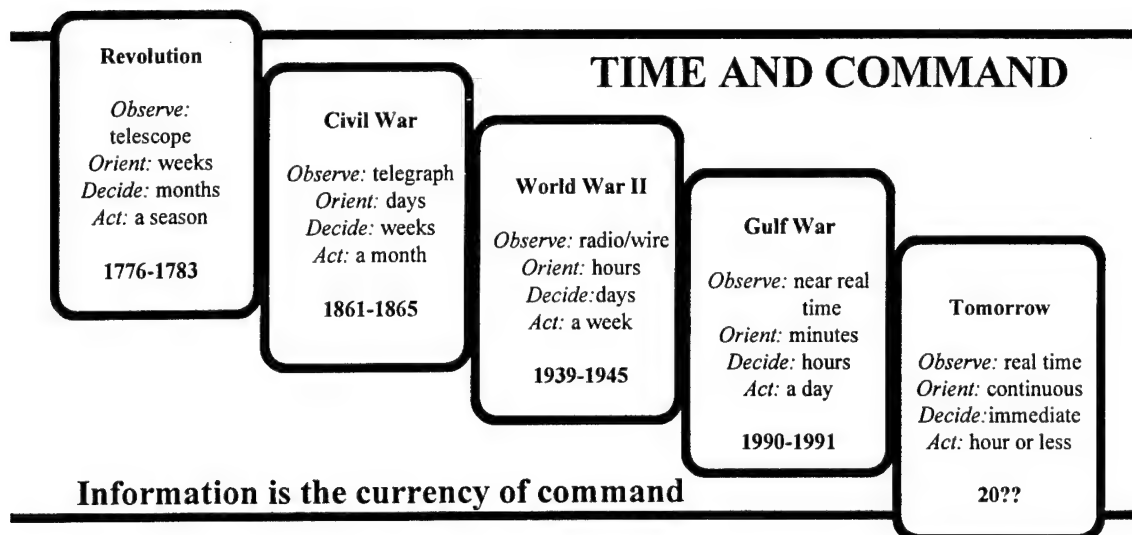 TIME AND COMMAND
Revolution
Observe:
telescope
Orient: weeks
Decide: months
Act: a season
1776-1783
Civil War
Observe: telegraph
Orient: days
Decide: weeks
Act: a month
1861-1865
World War II
Observe: radio/wire
Orient: hours
Decide:days
Act: a week
1939-1945
Gulf War
Observe: near real
time
Orient: minutes
Decide: hours
Act: a day
1990-1991
Tomorrow
Observe: real time
Orient: continuous
Decide:immediate
Act: hour or less
20??
Information is the currency of command